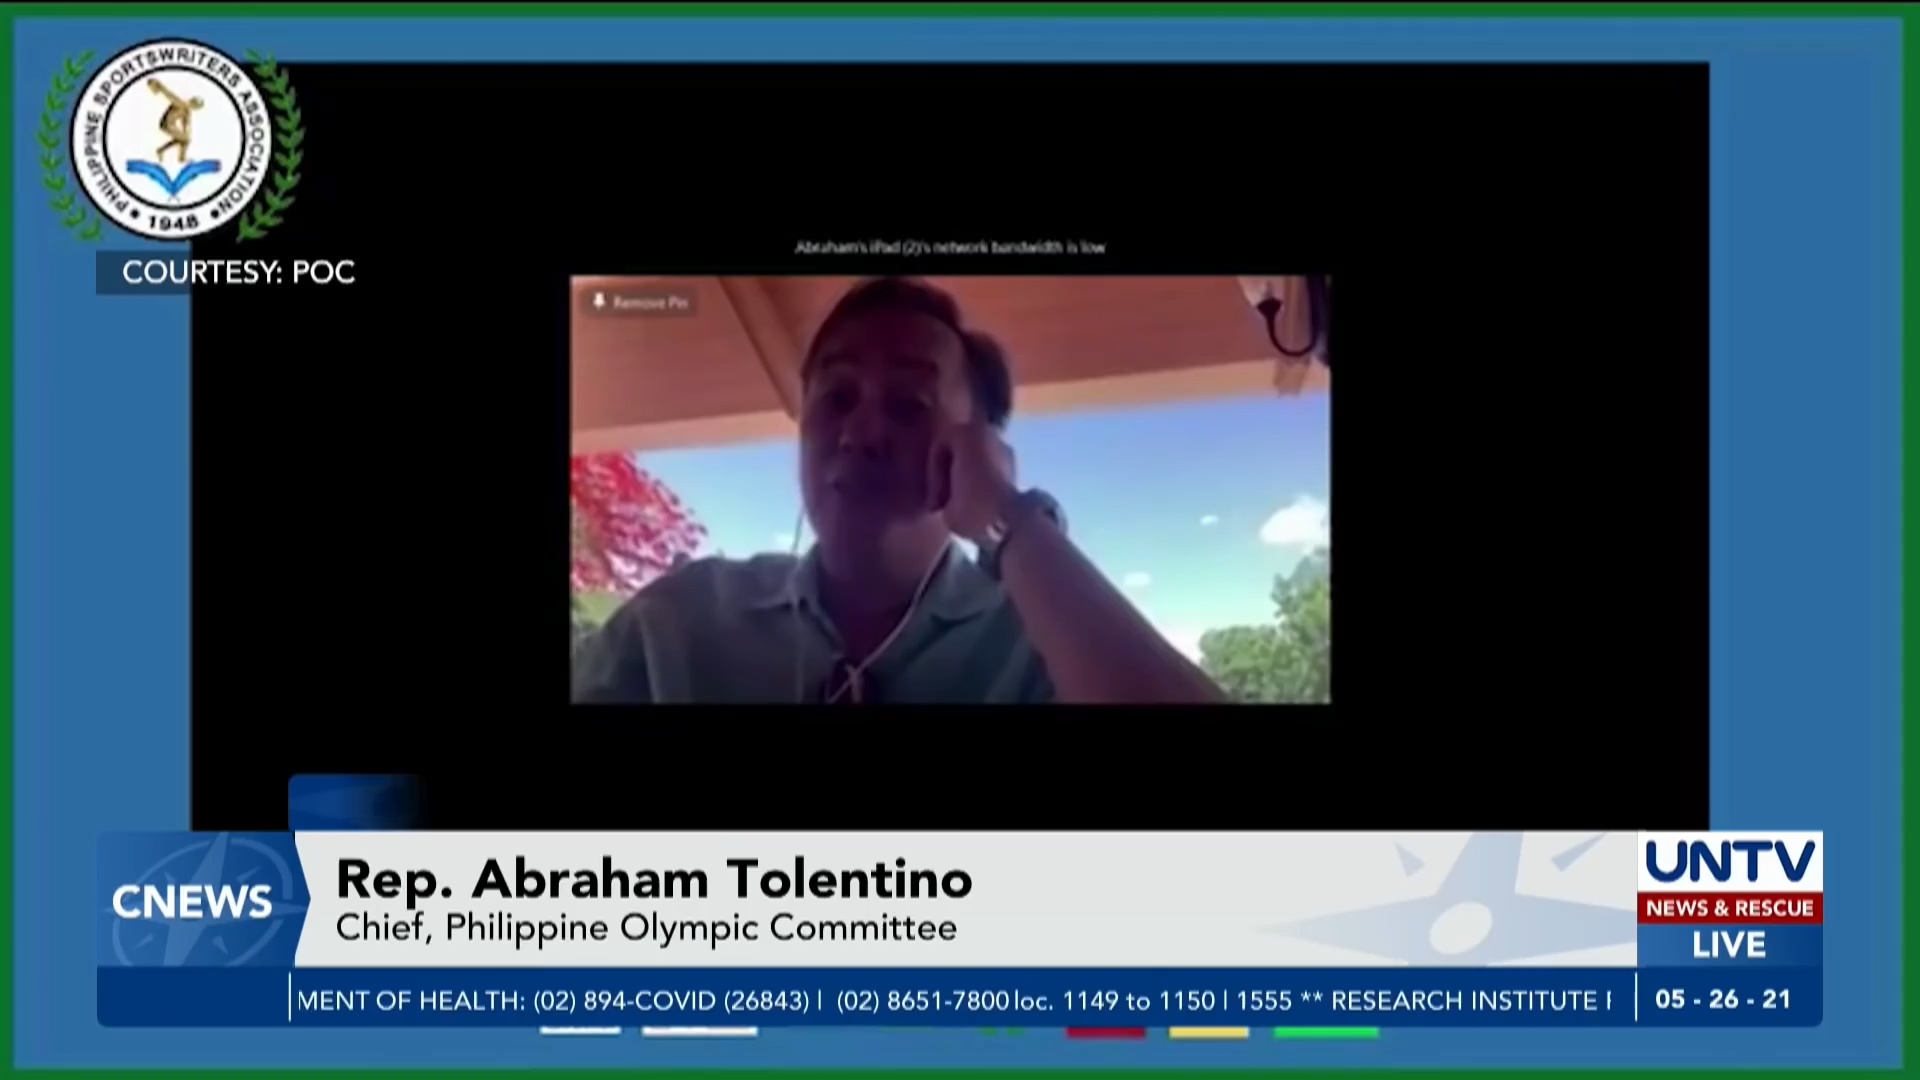 PHILIPPINE SPORTSWRITERS ASSOCIATION
1948
COURTESY: POC
Abraham's iPad (2)'s network bandwidth is low
Remove Pin
CNEWS
Rep. Abraham Tolentino
Chief, Philippine Olympic Committee
UNTV
NEWS & RESCUE
LIVE
MENT OF HEALTH: (02) 894-COVID (26843) | (02) 8651-7800 loc. 1149 to 1150 | 1555 ** RESEARCH INSTITUTE
05 - 26 - 21